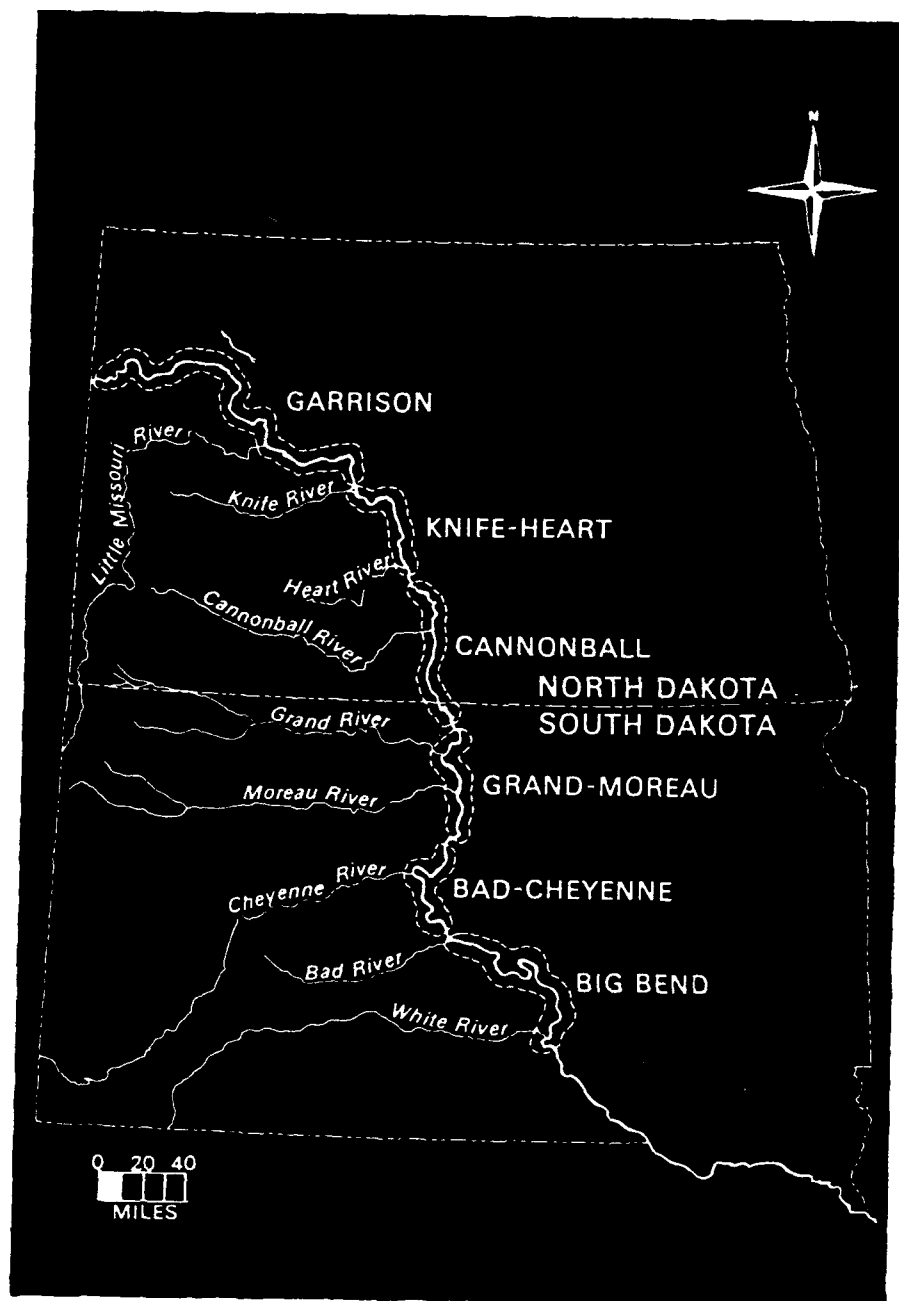 N
GARRISON
River
Little Missouri
Knife River
KNIFE-HEART
Heart River
Cannonball River
CANNONBALL
NORTH DAKOTA
SOUTH DAKOTA
Grand River
Moreau River
GRAND-MOREAU
Cheyenne River
BAD-CHEYENNE
Bad River
BIG BEND
White River
0 20 40
MILES